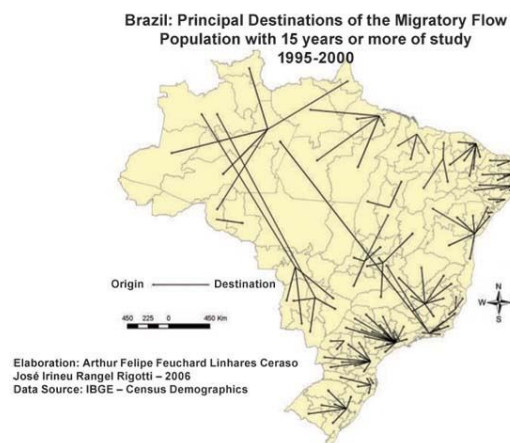 Brazil: Principal Destinations of the Migratory Flow
Population with 15 years or more of study
1995-2000
Origin Destination
N
W S
450 225 0 450 Km
Elaboration: Arthur Felipe Feuchard Linhares Ceraso
José Irineu Rangel Rigotti – 2006
Data Source: IBGE – Census Demographics